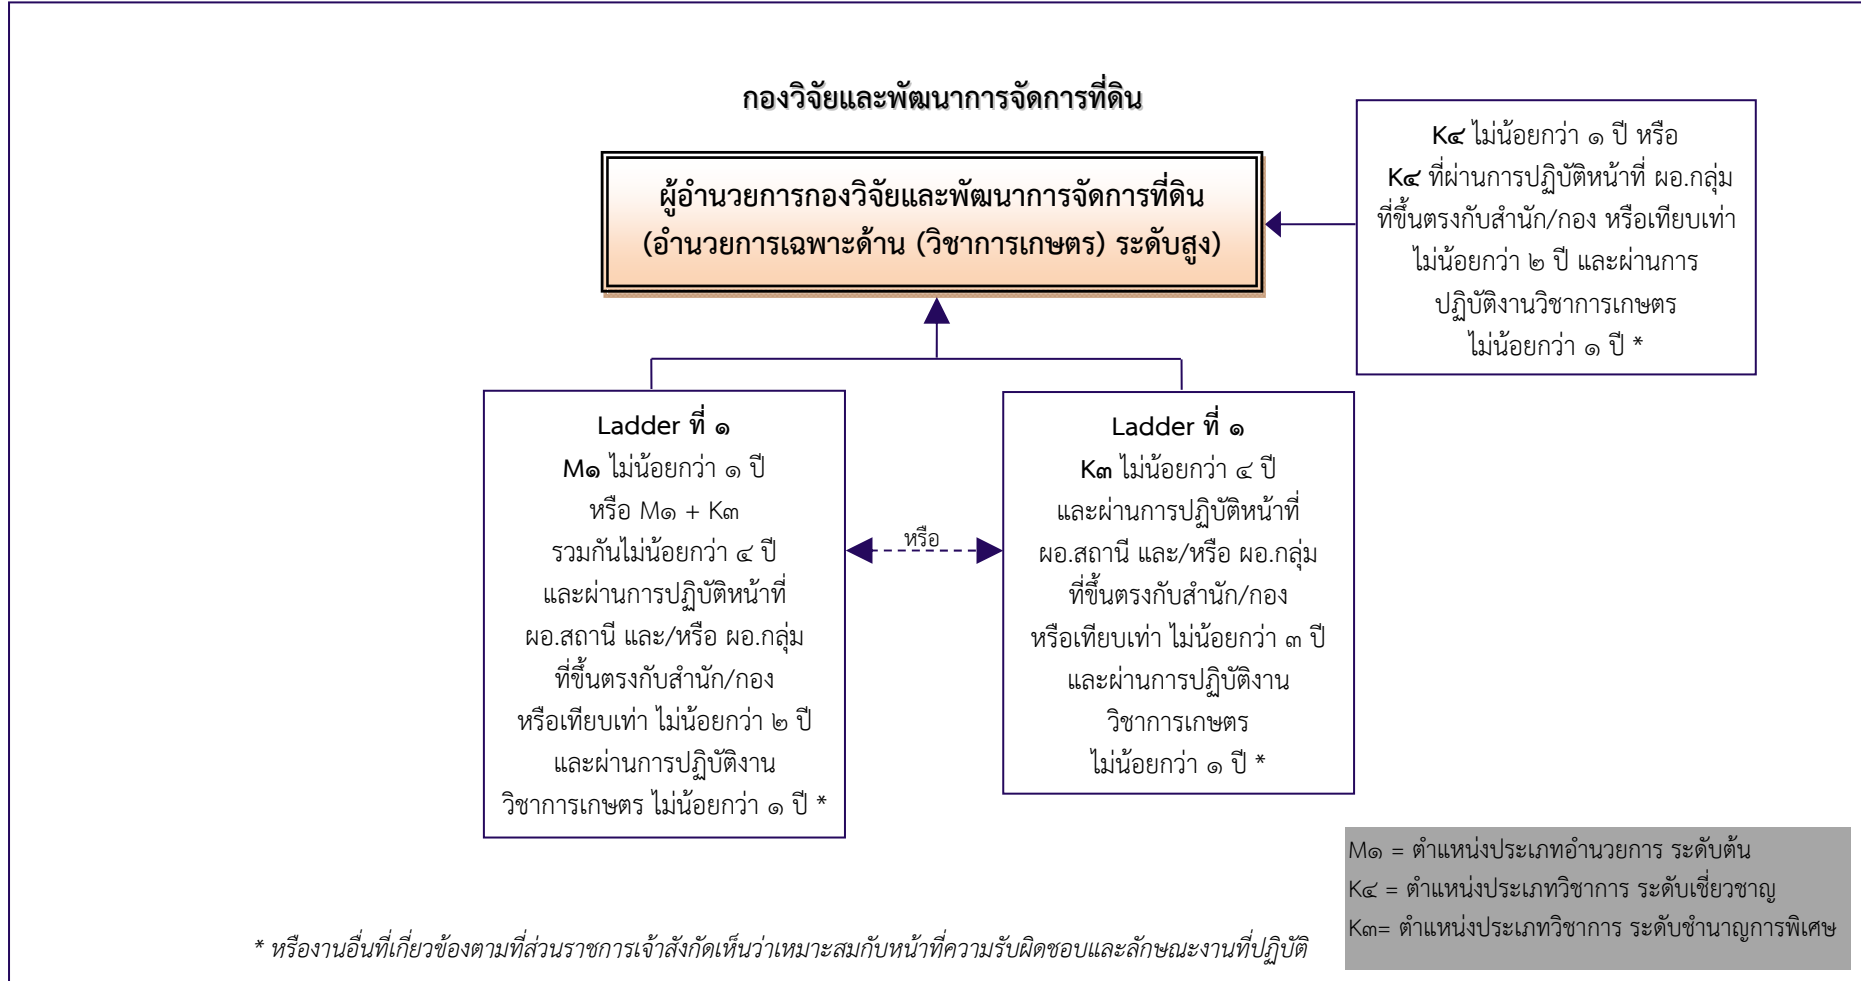 กองวิจัยและพัฒนาการจัดการที่ดิน
ผู้อำนวยการกองวิจัยและพัฒนาการจัดการที่ดิน
(อำนวยการเฉพาะด้าน (วิชาการเกษตร) ระดับสูง)
K๔ ไม่น้อยกว่า ๑ ปี หรือ
K๔ ที่ผ่านการปฏิบัติหน้าที่ ผอ.กลุ่ม
ที่ขึ้นตรงกับสำนัก/กอง หรือเทียบเท่า
ไม่น้อยกว่า ๒ ปี และผ่านการ
ปฏิบัติงานวิชาการเกษตร
ไม่น้อยกว่า ๑ ปี *
Ladder ที่ ๑
M๑ ไม่น้อยกว่า ๑ ปี
หรือ M๑ + K๓
รวมกันไม่น้อยกว่า ๔ ปี
และผ่านการปฏิบัติหน้าที่
ผอ.สถานี และ/หรือ ผอ.กลุ่ม
ที่ขึ้นตรงกับสำนัก/กอง
หรือเทียบเท่า ไม่น้อยกว่า ๒ ปี
และผ่านการปฏิบัติงาน
วิชาการเกษตร ไม่น้อยกว่า ๑ ปี *
หรือ
Ladder ที่ ๑
K๓ ไม่น้อยกว่า ๔ ปี
และผ่านการปฏิบัติหน้าที่
ผอ.สถานี และ/หรือ ผอ.กลุ่ม
ที่ขึ้นตรงกับสำนัก/กอง
หรือเทียบเท่า ไม่น้อยกว่า ๓ ปี
และผ่านการปฏิบัติงาน
วิชาการเกษตร
ไม่น้อยกว่า ๑ ปี *
M๑ = ตำแหน่งประเภทอำนวยการ ระดับต้น
K๔ = ตำแหน่งประเภทวิชาการ ระดับเชี่ยวชาญ
K๓= ตำแหน่งประเภทวิชาการ ระดับชำนาญการพิเศษ
* หรืองานอื่นที่เกี่ยวข้องตามที่ส่วนราชการเจ้าสังกัดเห็นว่าเหมาะสมกับหน้าที่ความรับผิดชอบและลักษณะงานที่ปฏิบัติ